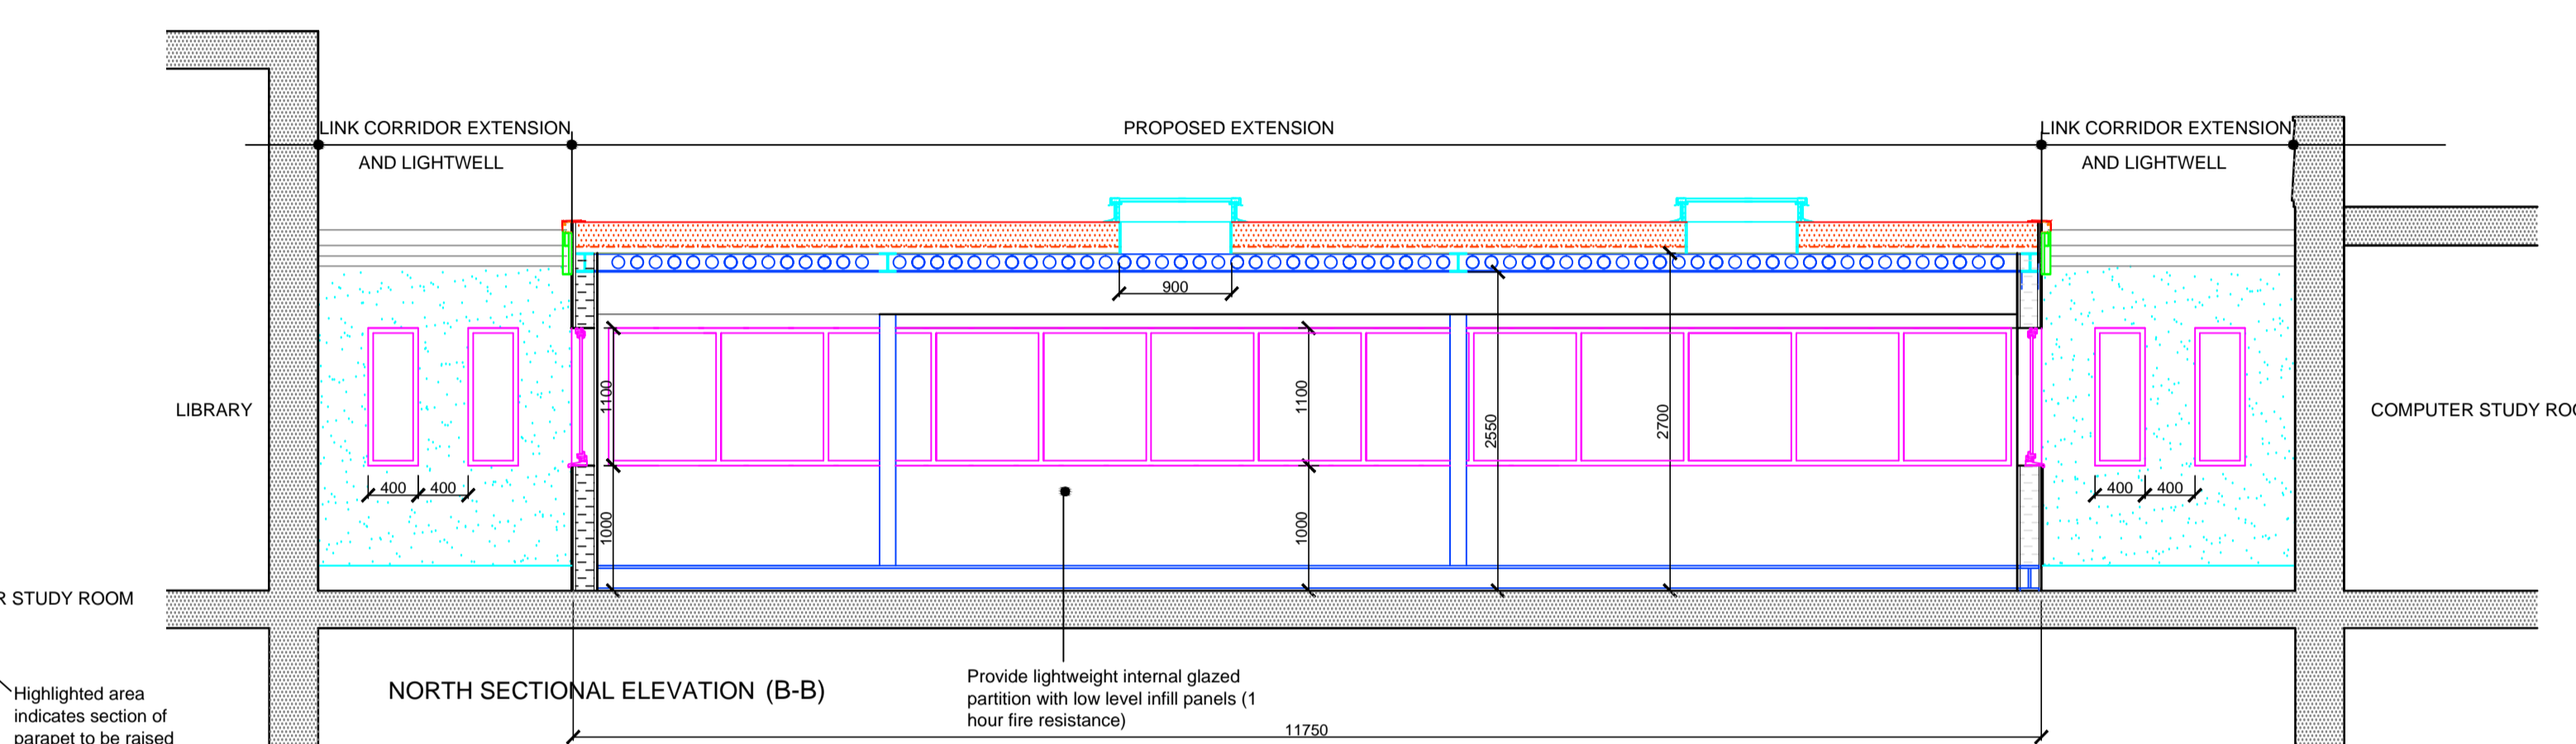 LINK CORRIDOR EXTENSION
AND LIGHTWELL
PROPOSED EXTENSION
LINK CORRIDOR EXTENSION
AND LIGHTWELL
900
1100
1100
2550
2700
LIBRARY
COMPUTER STUDY ROO
400
400
1000
1000
400
400
R STUDY ROOM
Highlighted area
indicates section of
parapet to be raised
NORTH SECTIONAL ELEVATION (B-B)
Provide lightweight internal glazed
partition with low level infill panels (1
hour fire resistance)
11750